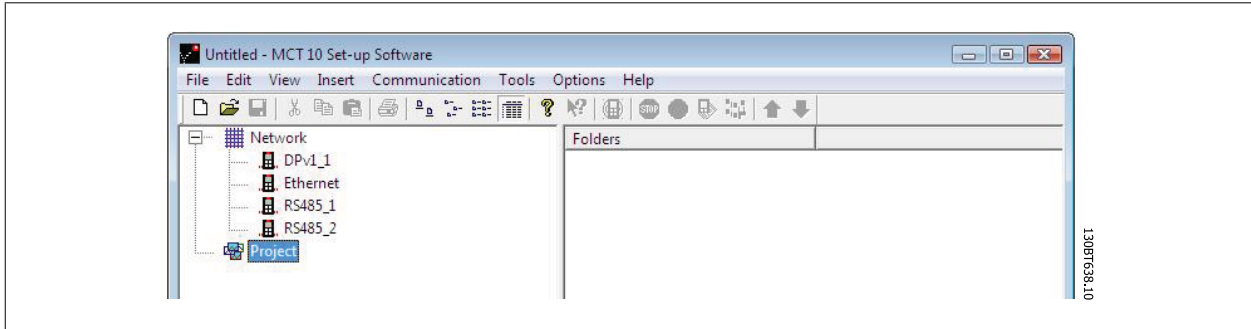 Untitled - MCT 10 Set-up Software
File Edit View Insert Communication Tools Options Help
STOP
Network
Folders
DPv1_1
Ethernet
RS485_1
RS485_2
Project
130BT638.10